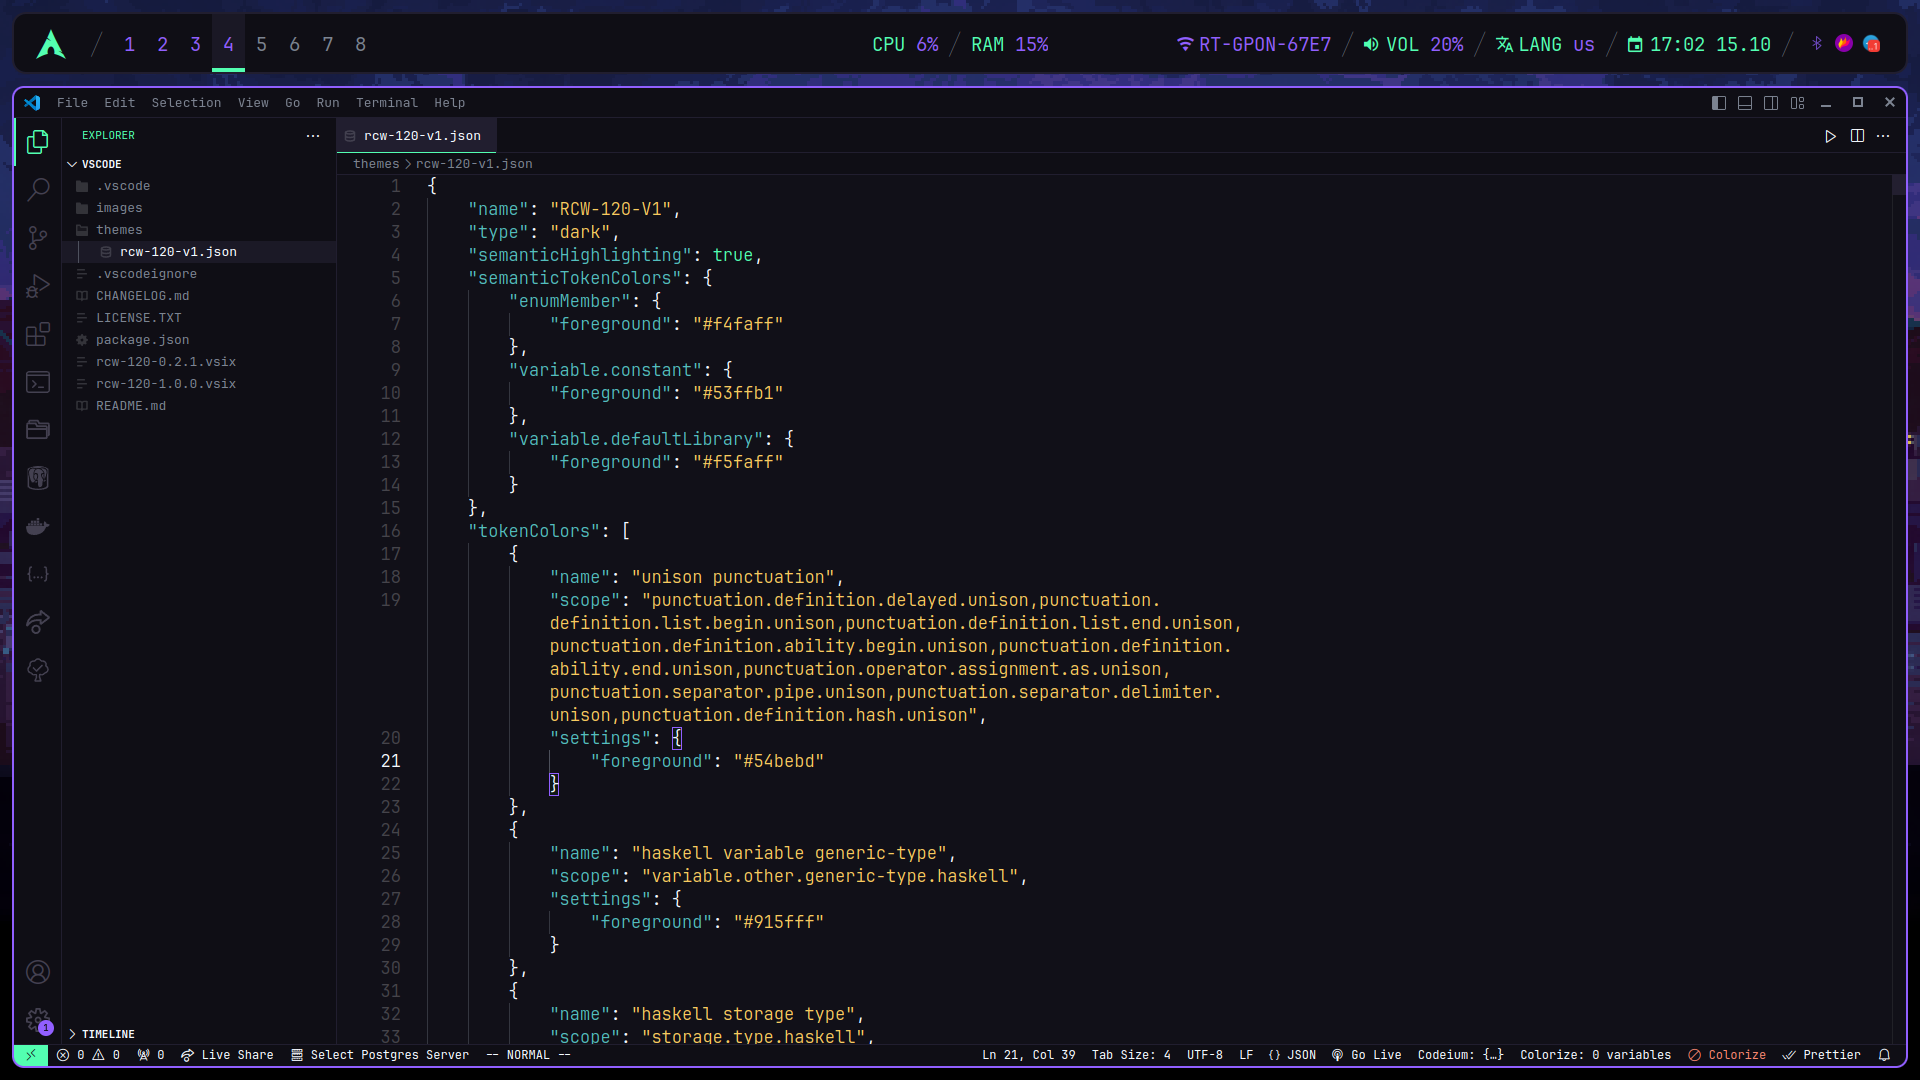 1 2 3 4 5 6 7 8 CPU 6% RAM 15% RT-GPON-67E7 VOL 20% LANG us 17:02 15.10
File Edit Selection View Go Run Terminal Help
EXPLORER
VSCODE
.vscode
images
themes
rcw-120-v1.json
.vscodeignore
CHANGELOG.md
LICENSE.TXT
package.json
rcw-120-0.2.1.vsix
rcw-120-1.0.0.vsix
README.md
TIMELINE
rcw-120-v1.json
themes > rcw-120-v1.json
1 {
2 "name": "RCW-120-V1",
3 "type": "dark",
4 "semanticHighlighting": true,
5 "semanticTokenColors": {
6 "enumMember": {
7 "foreground": "#f4faff"
8 },
9 "variable.constant": {
10 "foreground": "#53ffb1"
11 },
12 "variable.defaultLibrary": {
13 "foreground": "#f5faff"
14 }
15 },
16 "tokenColors": [
17 {
18 "name": "unison punctuation",
19 "scope": "punctuation.definition.delayed.unison,punctuation.
definition.list.begin.unison,punctuation.definition.list.end.unison,
punctuation.definition.ability.begin.unison,punctuation.definition.
ability.end.unison,punctuation.operator.assignment.as.unison,
punctuation.separator.pipe.unison,punctuation.separator.delimiter.
unison,punctuation.definition.hash.unison",
20 "settings": {
21 "foreground": "#54bebd"
22 }
23 },
24 {
25 "name": "haskell variable generic-type",
26 "scope": "variable.other.generic-type.haskell",
27 "settings": {
28 "foreground": "#915fff"
29 }
30 },
31 {
32 "name": "haskell storage type",
33 "scope": "storage.type.haskell",
1
0 0 0 Live Share Select Postgres Server -- NORMAL -- Ln 21, Col 39 Tab Size: 4 UTF-8 LF {} JSON Go Live Codeium: {…} Colorize: 0 variables Colorize Prettier